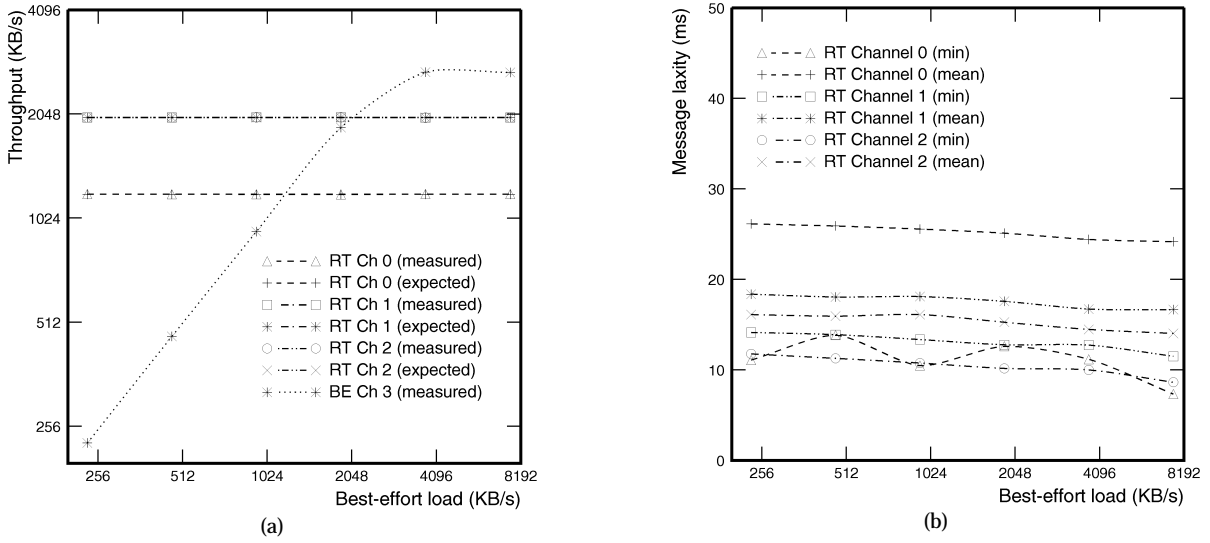 Throughput (KB/s)
4096
2048
1024
512
256
RT Ch 0 (measured)
RT Ch 0 (expected)
RT Ch 1 (measured)
RT Ch 1 (expected)
RT Ch 2 (measured)
RT Ch 2 (expected)
BE Ch 3 (measured)
256 512 1024 2048 4096 8192
Best-effort load (KB/s)
(a)
Message laxity (ms)
50
40
30
20
10
0
RT Channel 0 (min)
RT Channel 0 (mean)
RT Channel 1 (min)
RT Channel 1 (mean)
RT Channel 2 (min)
RT Channel 2 (mean)
256 512 1024 2048 4096 8192
Best-effort load (KB/s)
(b)